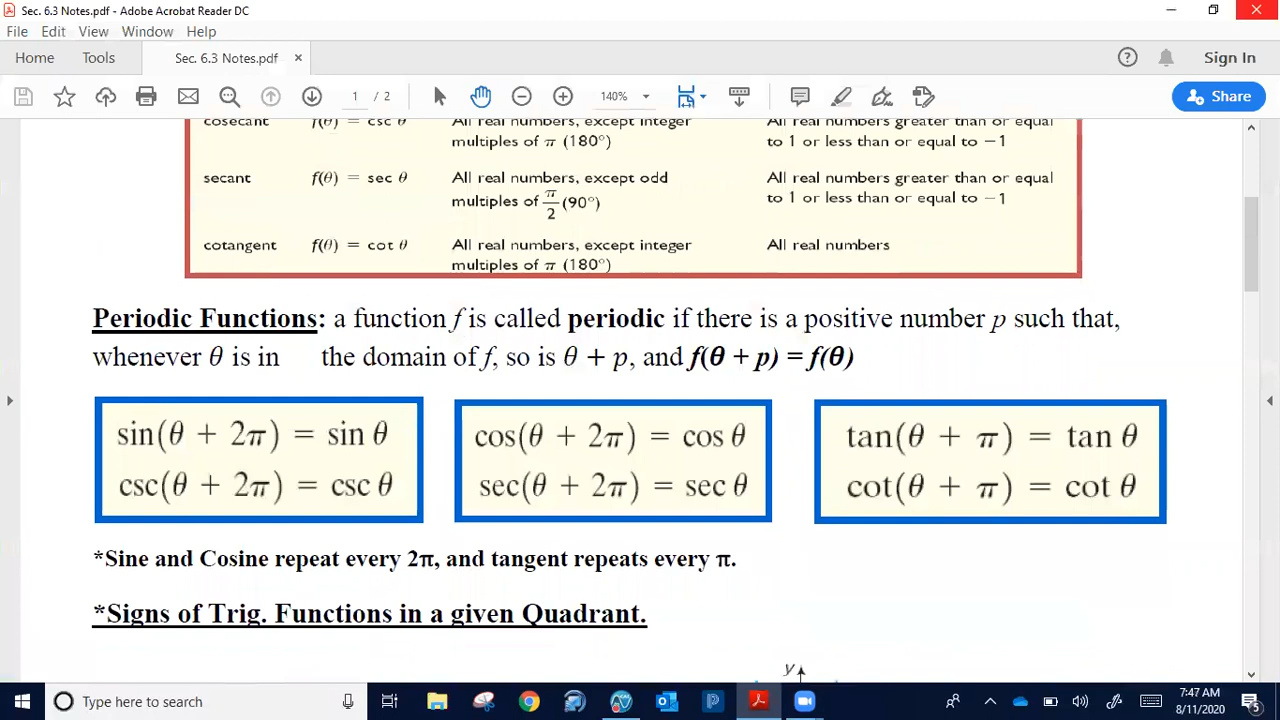 Sec. 6.3 Notes.pdf - Adobe Acrobat Reader DC
File Edit View Window Help
Home Tools Sec. 6.3 Notes.pdf × Sign In
1 / 2 140% Share
cosecant f(θ) = csc θ All real numbers, except integer All real numbers greater than or equal
multiples of π (180°) to 1 or less than or equal to −1
secant f(θ) = sec θ All real numbers, except odd All real numbers greater than or equal
multiples of π/2 (90°) to 1 or less than or equal to −1
cotangent f(θ) = cot θ All real numbers, except integer All real numbers
multiples of π (180°)
Periodic Functions: a function f is called periodic if there is a positive number p such that,
whenever θ is in the domain of f, so is θ + p, and f(θ + p) = f(θ)
sin(θ + 2π) = sin θ cos(θ + 2π) = cos θ tan(θ + π) = tan θ
csc(θ + 2π) = csc θ sec(θ + 2π) = sec θ cot(θ + π) = cot θ
*Sine and Cosine repeat every 2π, and tangent repeats every π.
*Signs of Trig. Functions in a given Quadrant.
y
Type here to search 7:47 AM
8/11/2020 5